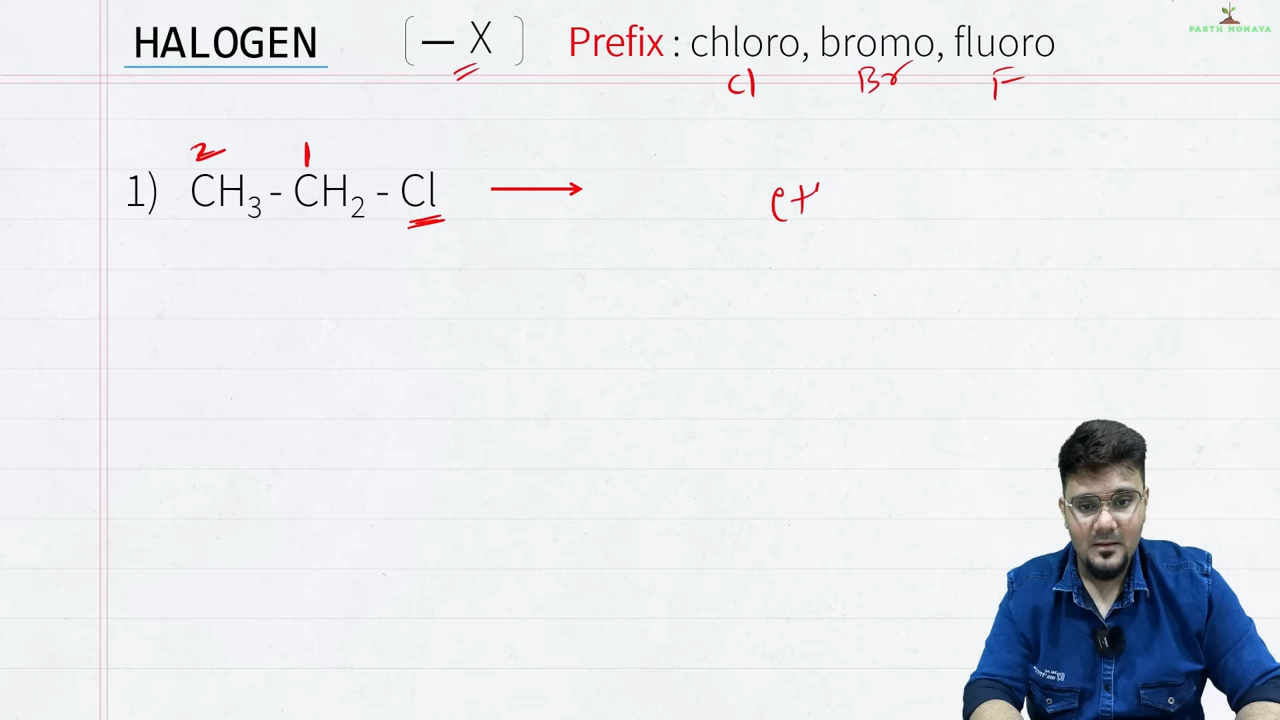 HALOGEN (— X) Prefix : chloro, bromo, fluoro
Cl Br F
PARTH MOMAYA
2 1
1) CH₃ - CH₂ - Cl ⟶ et